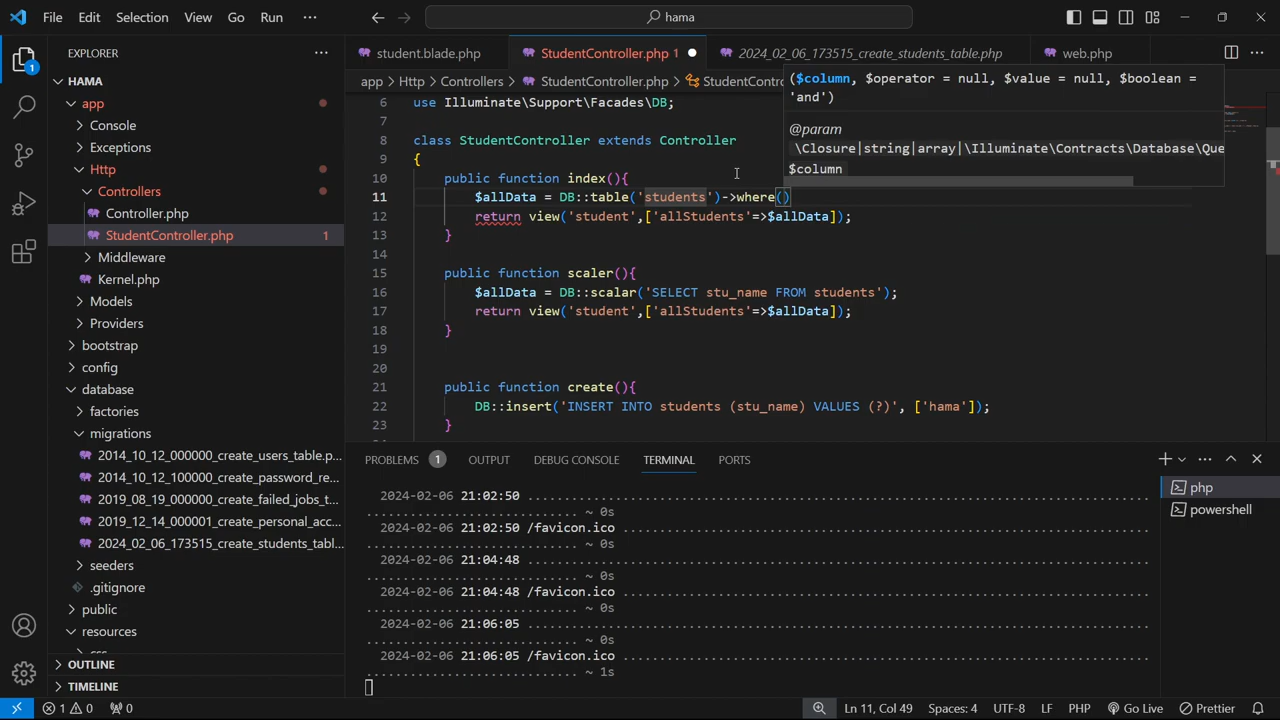 File Edit Selection View Go Run ··· hama
EXPLORER ···
HAMA
app
Console
Exceptions
Http
Controllers
Controller.php
StudentController.php 1
Middleware
Kernel.php
Models
Providers
bootstrap
config
database
factories
migrations
2014_10_12_000000_create_users_table.p...
2014_10_12_100000_create_password_re...
2019_08_19_000000_create_failed_jobs_t...
2019_12_14_000001_create_personal_acc...
2024_02_06_173515_create_students_tabl...
seeders
.gitignore
public
resources
css
OUTLINE
TIMELINE
1
student.blade.php StudentController.php 1 2024_02_06_173515_create_students_table.php web.php
app > Http > Controllers > StudentController.php > StudentContro
($column, $operator = null, $value = null, $boolean =
'and')
@param
\Closure|string|array|\Illuminate\Contracts\Database\Que
$column
6 use Illuminate\Support\Facades\DB;
7
8 class StudentController extends Controller
9 {
10 public function index(){
11 $allData = DB::table('students')->where()
12 return view('student',['allStudents'=>$allData]);
13 }
14
15 public function scaler(){
16 $allData = DB::scalar('SELECT stu_name FROM students');
17 return view('student',['allStudents'=>$allData]);
18 }
19
20
21 public function create(){
22 DB::insert('INSERT INTO students (stu_name) VALUES (?)', ['hama']);
23 }
PROBLEMS 1 OUTPUT DEBUG CONSOLE TERMINAL PORTS
2024-02-06 21:02:50 ................................................................................
.............................. ~ 0s
2024-02-06 21:02:50 /favicon.ico ....................................................................
.............................. ~ 0s
2024-02-06 21:04:48 ................................................................................
.............................. ~ 0s
2024-02-06 21:04:48 /favicon.ico ....................................................................
.............................. ~ 0s
2024-02-06 21:06:05 ................................................................................
.............................. ~ 0s
2024-02-06 21:06:05 /favicon.ico ....................................................................
.............................. ~ 1s
php
powershell
1 0 0 Ln 11, Col 49 Spaces: 4 UTF-8 LF PHP Go Live Prettier